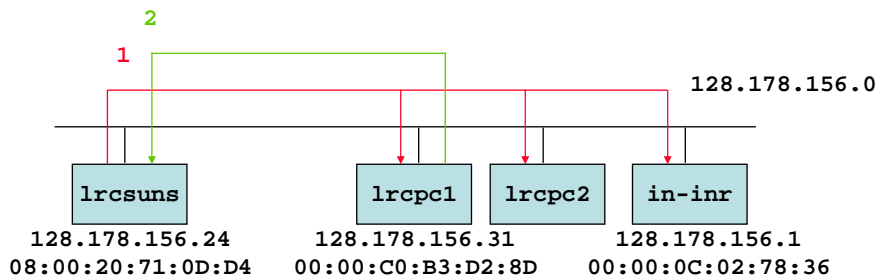 2
1
128.178.156.0
lrcsuns
lrcpc1
lrcpc2
in-inr
128.178.156.24
128.178.156.31
128.178.156.1
08:00:20:71:0D:D4
00:00:C0:B3:D2:8D
00:00:0C:02:78:36